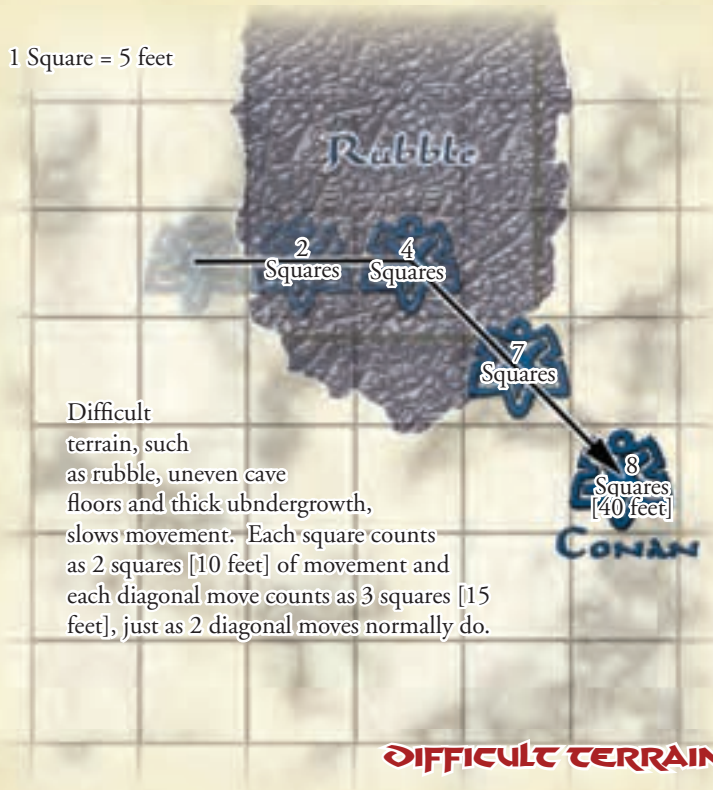 1 Square = 5 feet
Rubble
2
Squares
4
Squares
7
Squares
8
Squares
[40 feet]
Conan
Difficult
terrain, such
as rubble, uneven cave
floors and thick ubndergrowth,
slows movement. Each square counts
as 2 squares [10 feet] of movement and
each diagonal move counts as 3 squares [15
feet], just as 2 diagonal moves normally do.
DIFFICULT TERRAIN